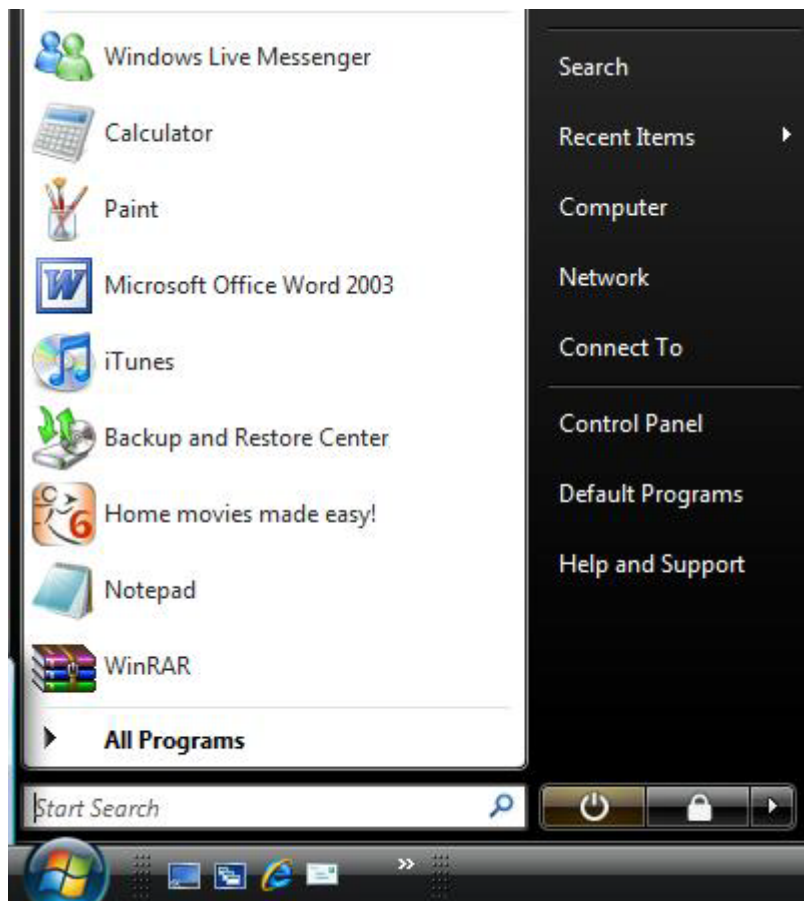 Windows Live Messenger
Calculator
Paint
Microsoft Office Word 2003
iTunes
Backup and Restore Center
Home movies made easy!
Notepad
WinRAR
All Programs
Start Search
Search
Recent Items
Computer
Network
Connect To
Control Panel
Default Programs
Help and Support